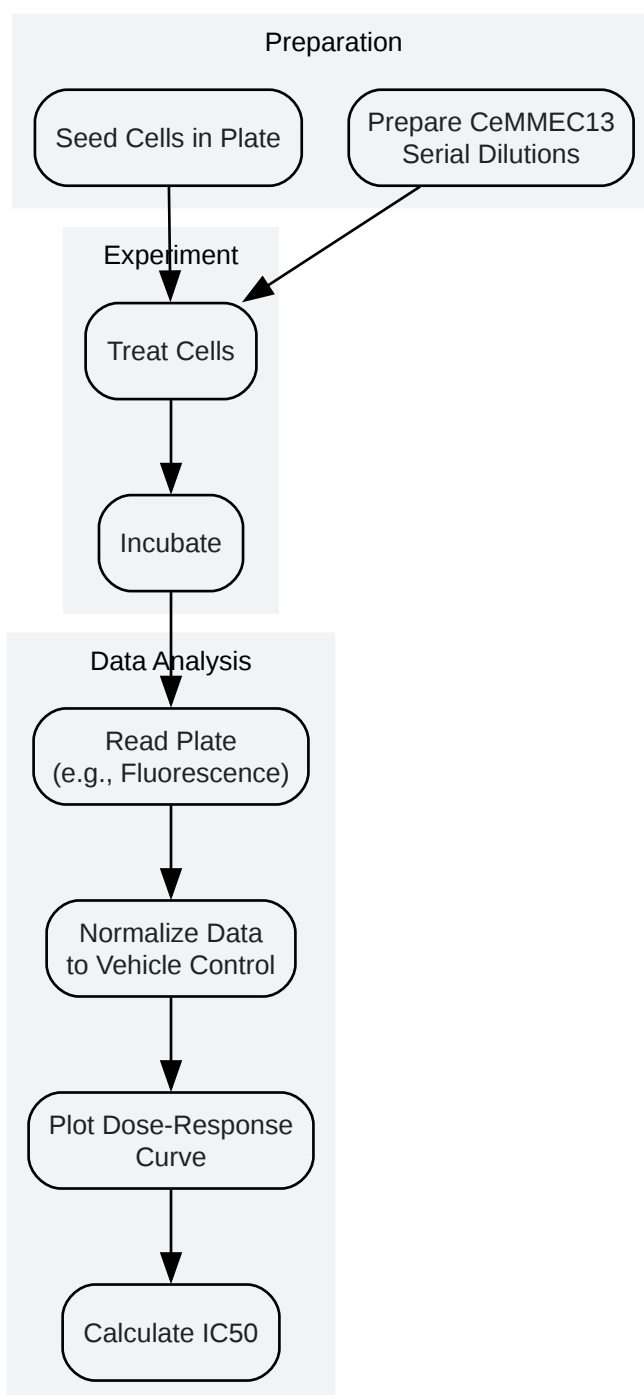 Preparation
Seed Cells in Plate
Prepare CeMMEC13
Serial Dilutions
Experiment
Treat Cells
Incubate
Data Analysis
Read Plate
(e.g., Fluorescence)
Normalize Data
to Vehicle Control
Plot Dose-Response
Curve
Calculate IC50